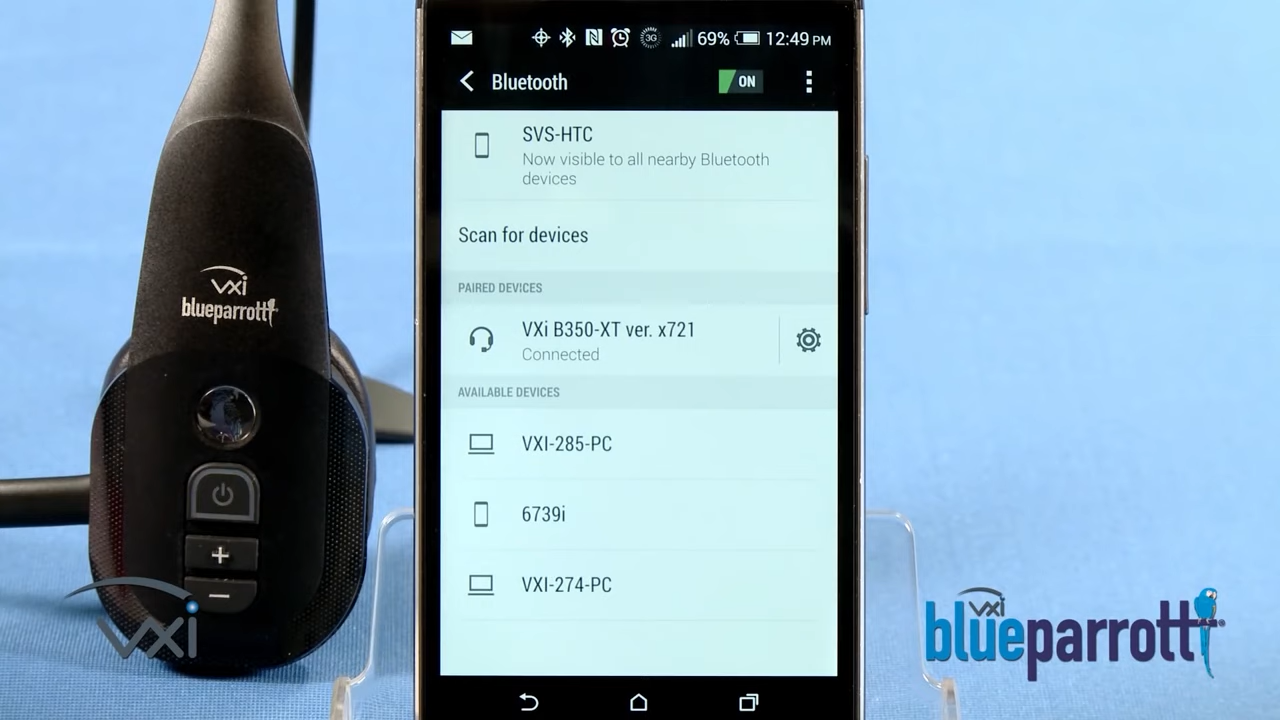 3G 69% 12:49 PM
Bluetooth ON
SVS-HTC
Now visible to all nearby Bluetooth
devices
Scan for devices
PAIRED DEVICES
VXi B350-XT ver. x721
Connected
AVAILABLE DEVICES
VXI-285-PC
6739i
VXI-274-PC
vxi
blueparrott
+
−
vxi
vxi
blueparrott®